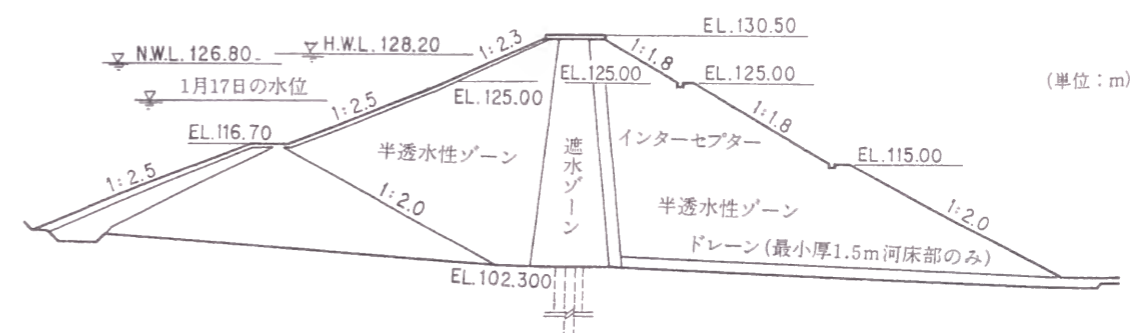 EL.130.50
N.W.L. 126.80
H.W.L. 128.20
1:2.3
1:1.8
1月17日の水位
1:2.5
EL.125.00
EL.125.00
EL.125.00
(単位：m)
EL.116.70
半透水性ゾーン
遮水ゾーン
インターセプター
1:1.8
EL.115.00
1:2.5
1:2.0
半透水性ゾーン
1:2.0
ドレーン(最小厚1.5m河床部のみ)
EL.102.300